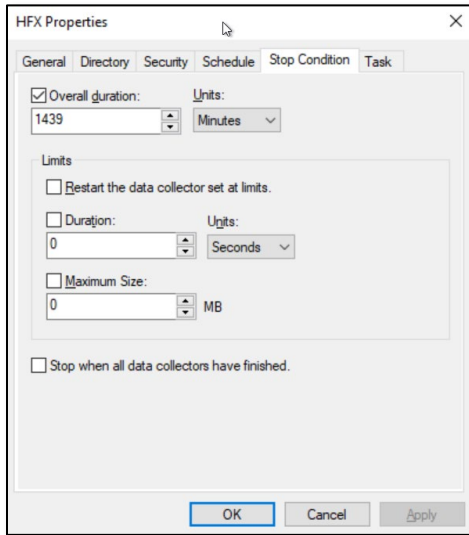 HFX Properties
General Directory Security Schedule Stop Condition Task
Overall duration: Units:
1439 Minutes
Limits
Restart the data collector set at limits.
Duration: Units:
0 Seconds
Maximum Size:
0 MB
Stop when all data collectors have finished.
OK Cancel Apply